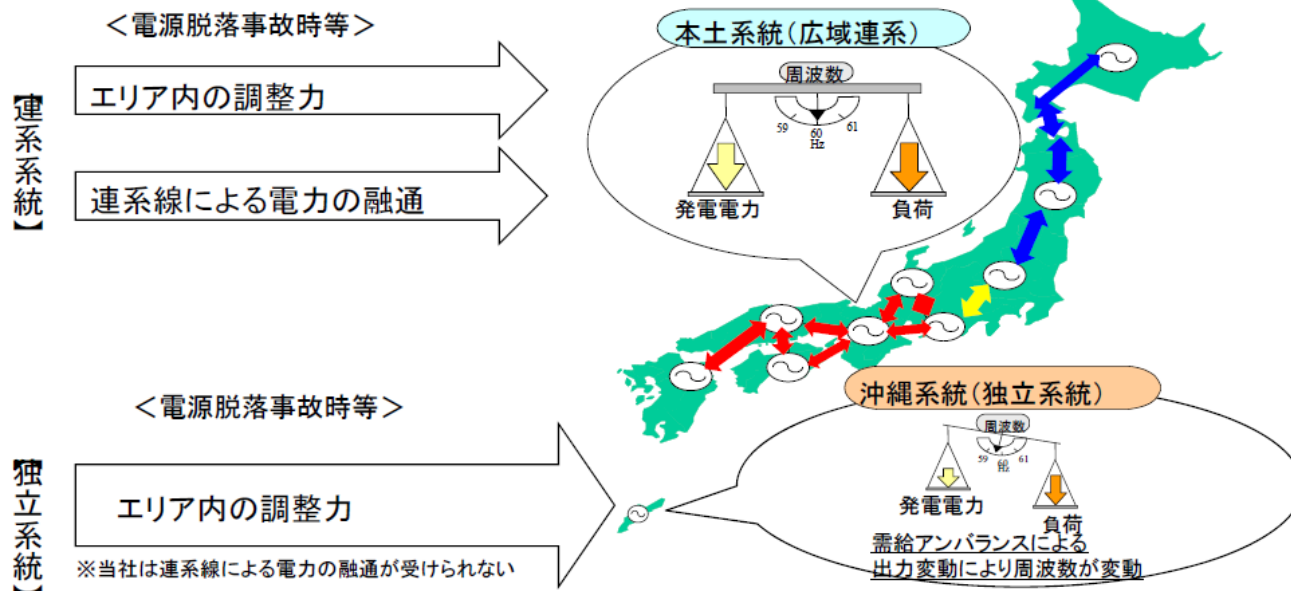 <電源脱落事故時等>
【連系系統】
エリア内の調整力
連系線による電力の融通
本土系統(広域連系)
周波数
59
60
61
Hz
発電電力
負荷
<電源脱落事故時等>
【独立系統】
エリア内の調整力
※当社は連系線による電力の融通が受けられない
沖縄系統(独立系統)
周波数
59
60
61
Hz
発電電力
負荷
需給アンバランスによる
出力変動により周波数が変動